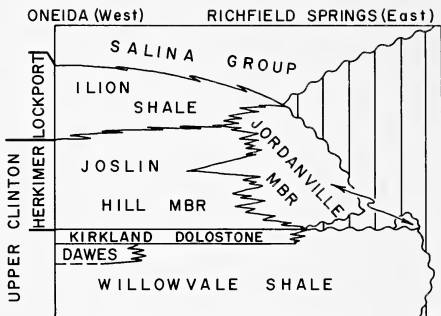 ONEIDA (West) RICHFIELD SPRINGS (East)
SALINA GROUP
ILION
SHALE
JORDANVILLE
MBR
JOSLIN
HILL MBR
KIRKLAND DOLOSTONE
DAWES
WILLOWVALE SHALE
LOCKPORT
HERKIMER
UPPER CLINTON